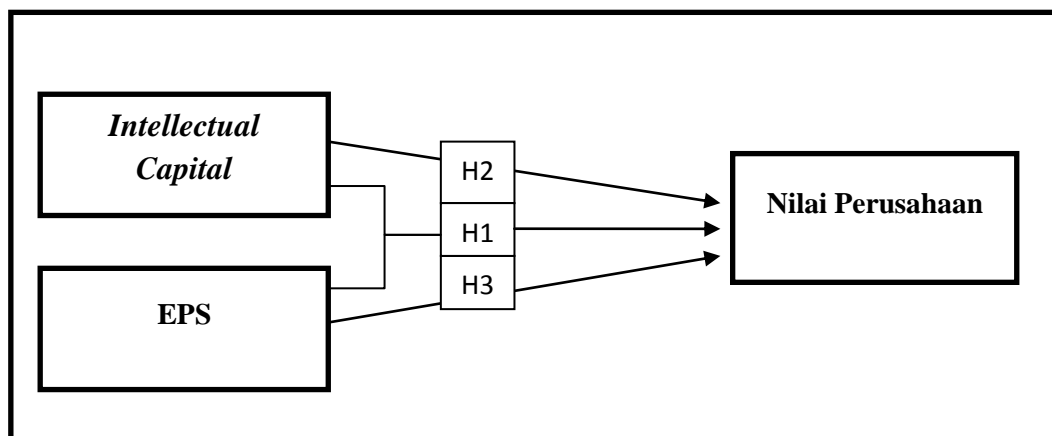 Intellectual
Capital
H2
H1
H3
Nilai Perusahaan
EPS